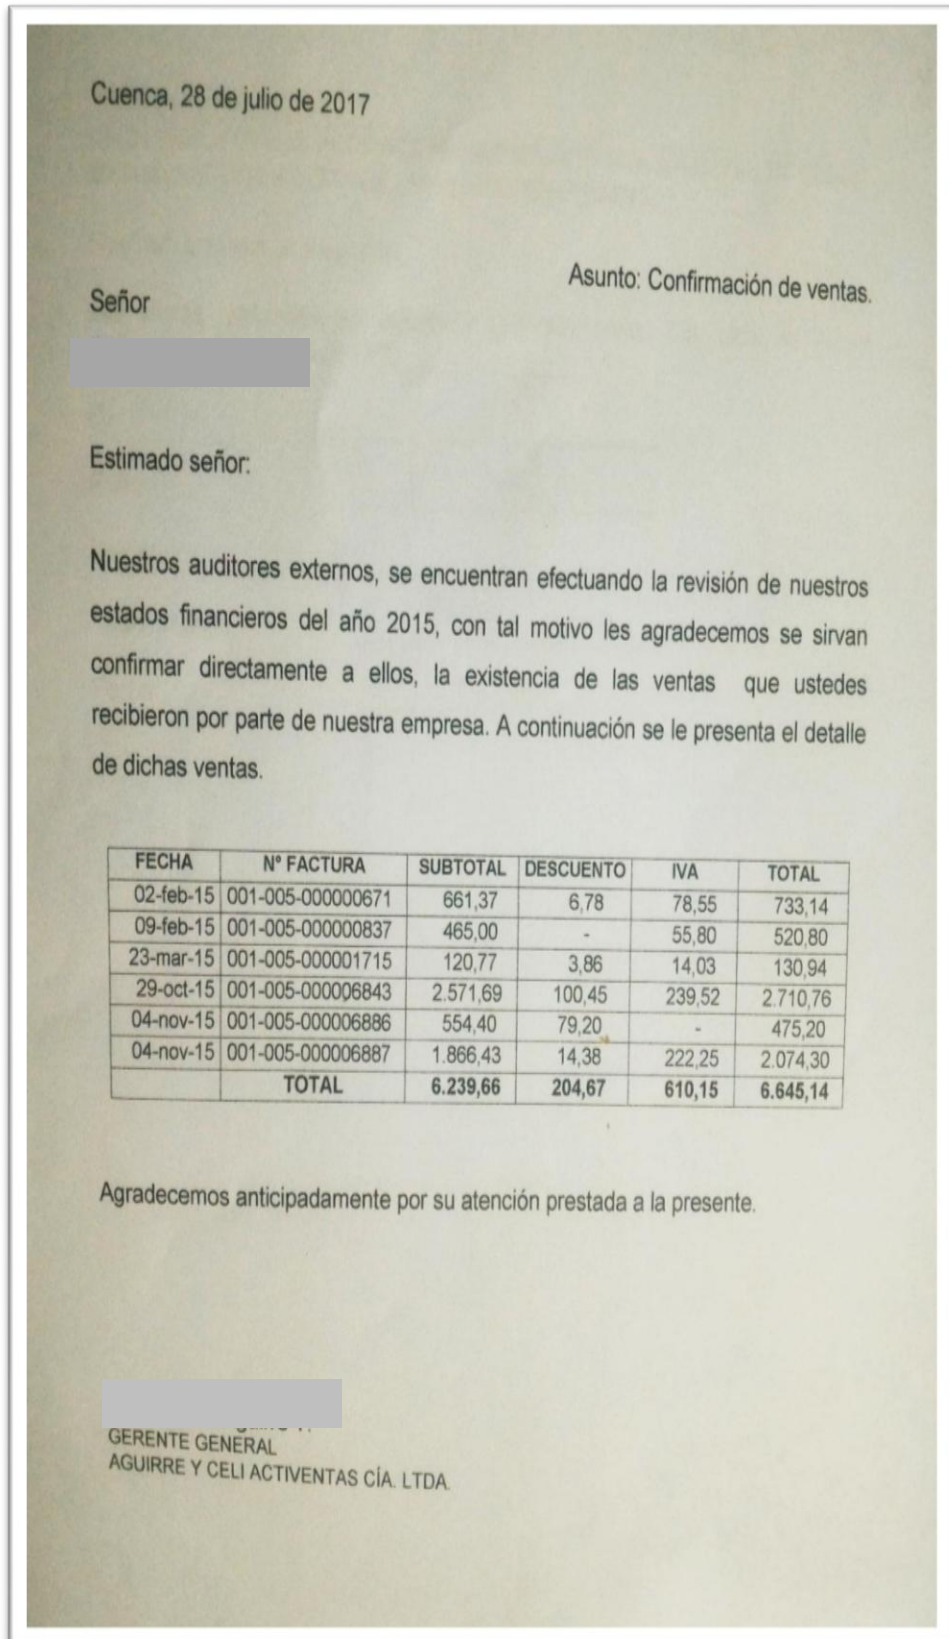 Cuenca, 28 de julio de 2017
Asunto: Confirmación de ventas.
Señor
Estimado señor:
Nuestros auditores externos, se encuentran efectuando la revisión de nuestros
estados financieros del año 2015, con tal motivo les agradecemos se sirvan
confirmar directamente a ellos, la existencia de las ventas que ustedes
recibieron por parte de nuestra empresa. A continuación se le presenta el detalle
de dichas ventas.
FECHA Nº FACTURA SUBTOTAL DESCUENTO IVA TOTAL
02-feb-15 001-005-000000671 661,37 6,78 78,55 733,14
09-feb-15 001-005-000000837 465,00 - 55,80 520,80
23-mar-15 001-005-000001715 120,77 3,86 14,03 130,94
29-oct-15 001-005-000006843 2.571,69 100,45 239,52 2.710,76
04-nov-15 001-005-000006886 554,40 79,20 - 475,20
04-nov-15 001-005-000006887 1.866,43 14,38 222,25 2.074,30
TOTAL 6.239,66 204,67 610,15 6.645,14
Agradecemos anticipadamente por su atención prestada a la presente.
GERENTE GENERAL
AGUIRRE Y CELI ACTIVENTAS CÍA. LTDA.